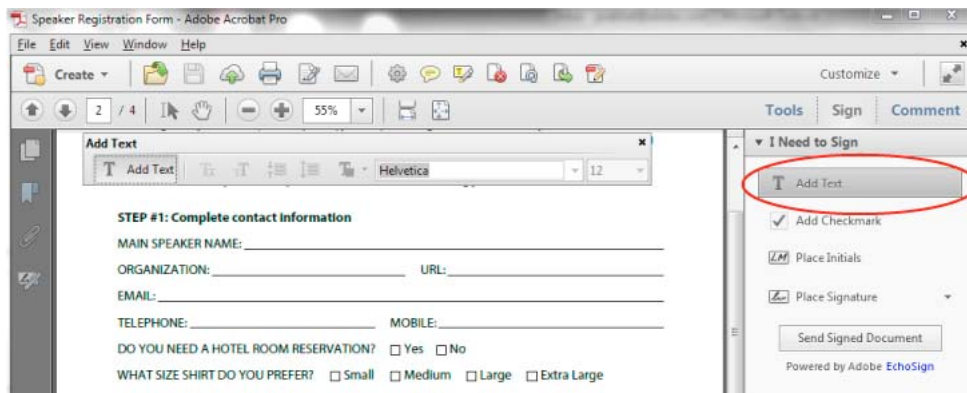 Speaker Registration Form - Adobe Acrobat Pro
File Edit View Window Help
Create Customize
2 / 4 55% Tools Sign Comment
Add Text
T Add Text Helvetica 12
STEP #1: Complete contact information
MAIN SPEAKER NAME:
ORGANIZATION: URL:
EMAIL:
TELEPHONE: MOBILE:
DO YOU NEED A HOTEL ROOM RESERVATION? Yes No
WHAT SIZE SHIRT DO YOU PREFER? Small Medium Large Extra Large
I Need to Sign
T Add Text
Add Checkmark
LM Place Initials
Place Signature
Send Signed Document
Powered by Adobe EchoSign